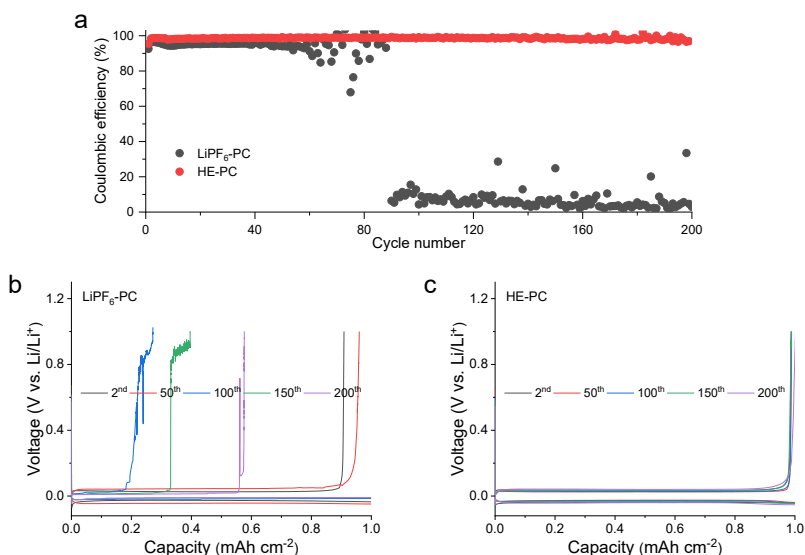 a
Coulombic efficiency (%)
100
80
60
40
20
0
LiPF₆-PC
HE-PC
0 40 80 120 160 200
Cycle number
b
LiPF₆-PC
Voltage (V vs. Li/Li⁺)
1.2
0.8
0.4
0.0
2ⁿᵈ 50ᵗʰ 100ᵗʰ 150ᵗʰ 200ᵗʰ
0.0 0.2 0.4 0.6 0.8 1.0
Capacity (mAh cm⁻²)
c
HE-PC
Voltage (V vs. Li/Li⁺)
1.2
0.8
0.4
0.0
2ⁿᵈ 50ᵗʰ 100ᵗʰ 150ᵗʰ 200ᵗʰ
0.0 0.2 0.4 0.6 0.8 1.0
Capacity (mAh cm⁻²)